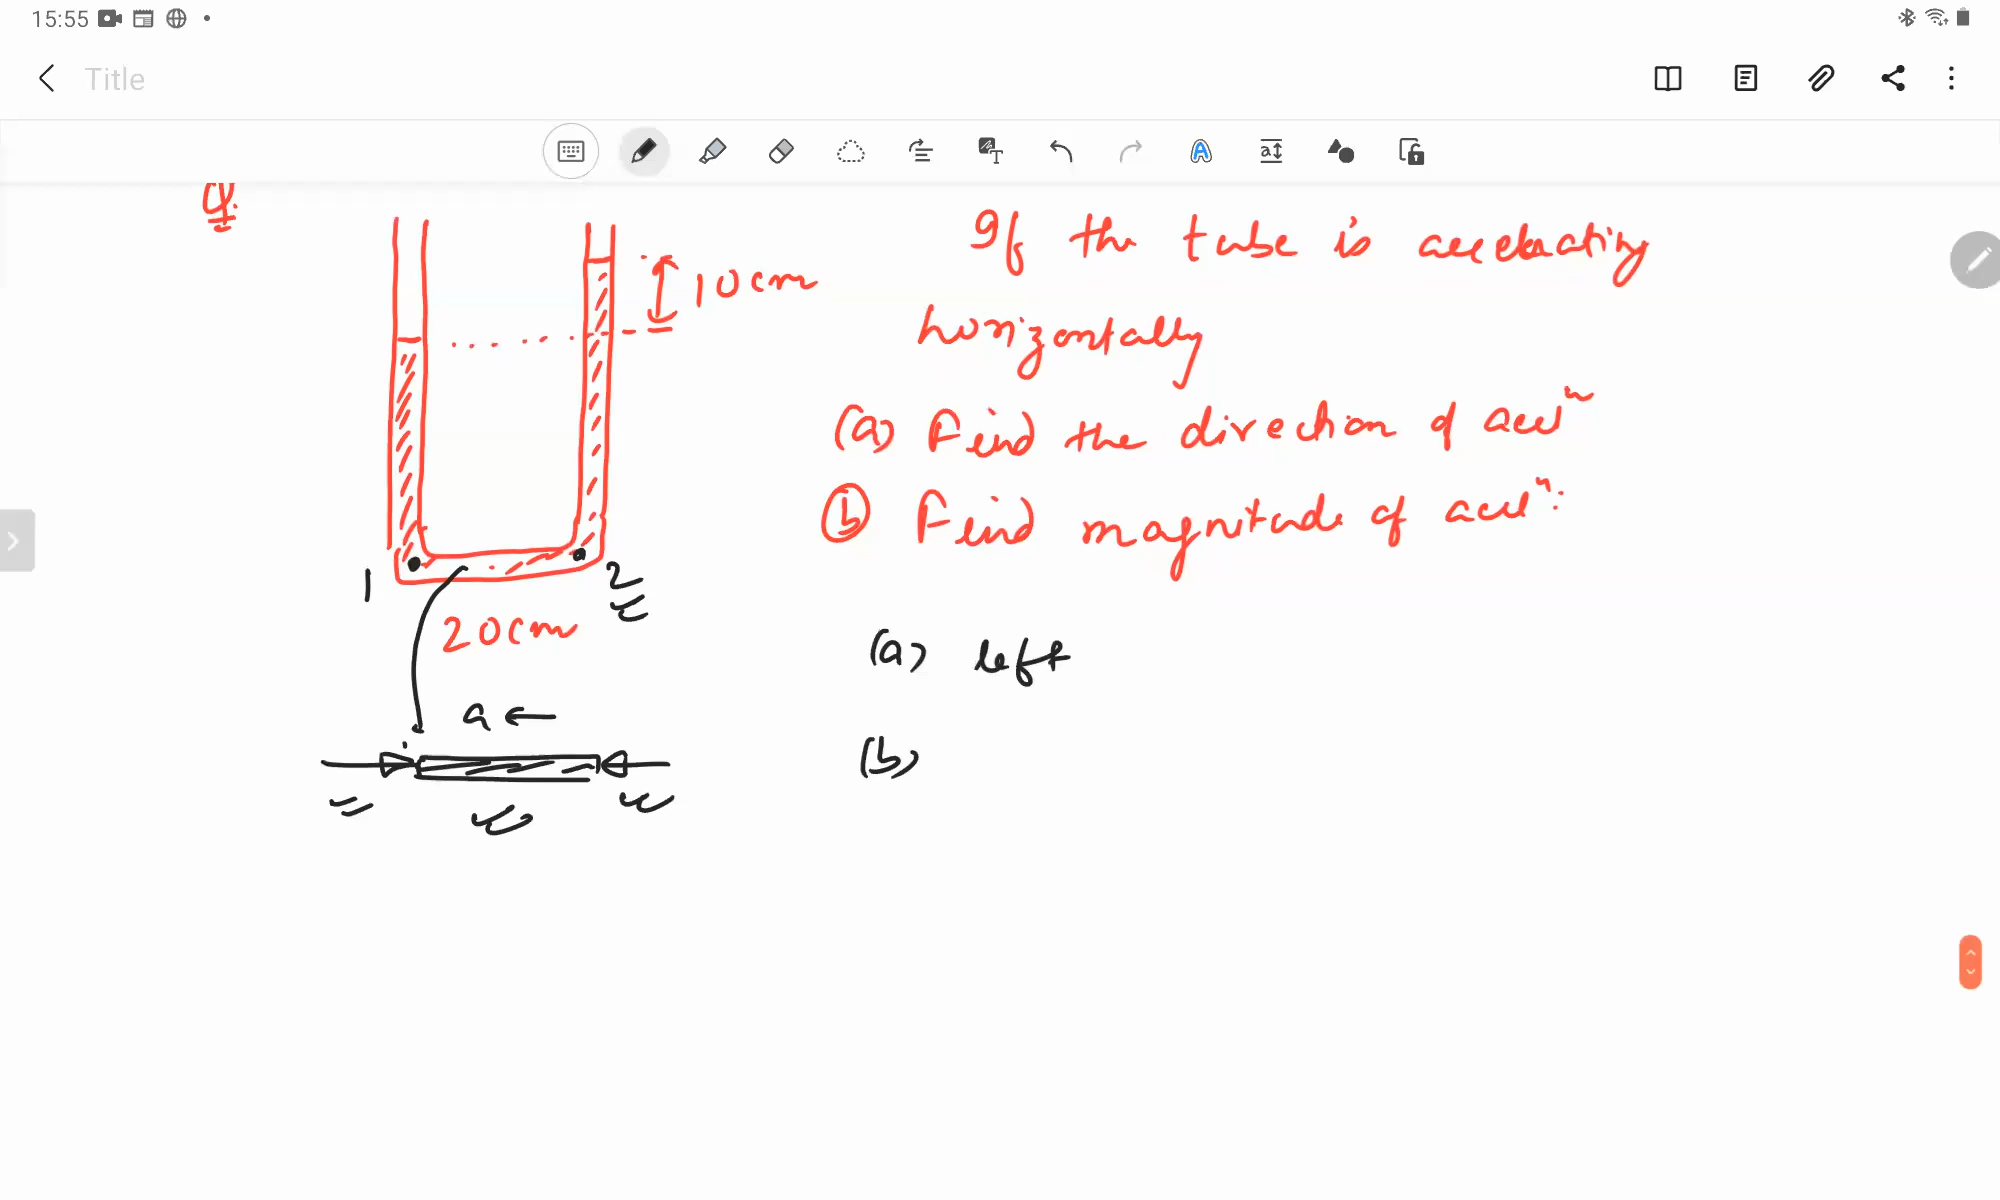 15:55
Title
Q.
10cm
If the tube is accelerating
horizontally
(a) Find the direction of accⁿ
(b) Find magnitude of accⁿ.
1
2
20cm
(a) left
a ←
(b)